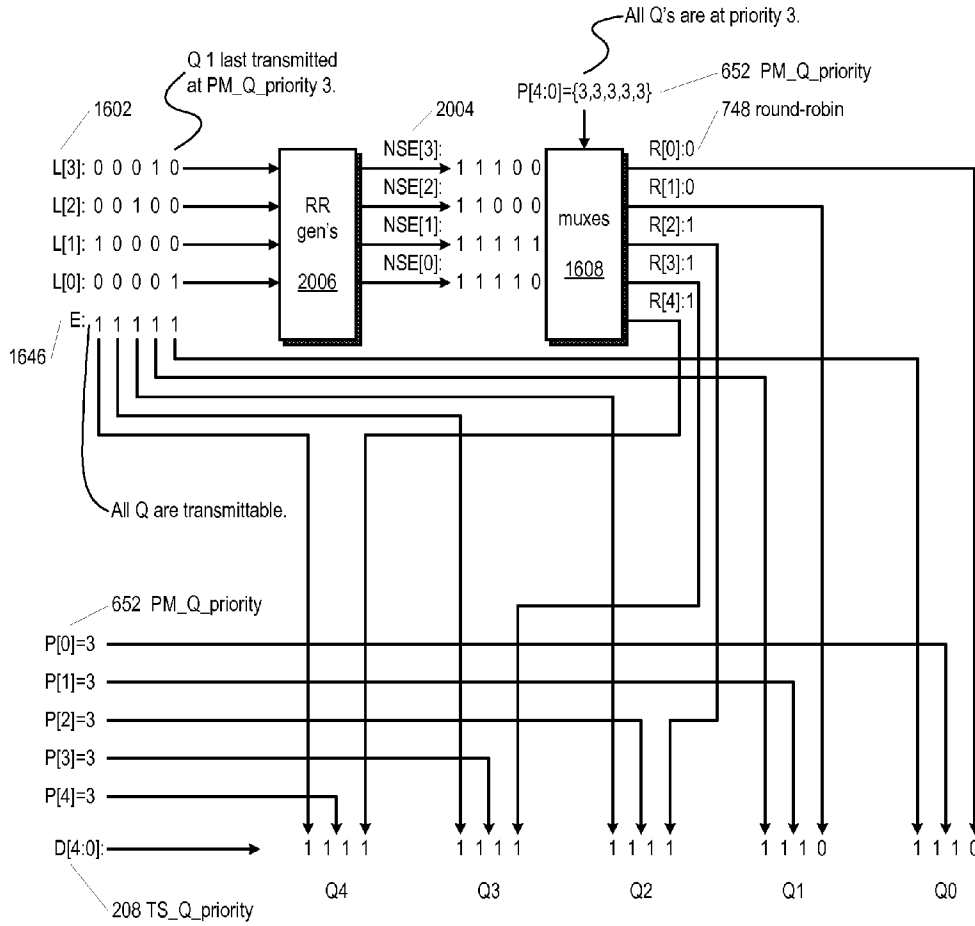 All Q's are at priority 3.
Q 1 last transmitted
at PM_Q_priority 3.
652 PM_Q_priority
P[4:0]={3,3,3,3,3}
1602
2004
748 round-robin
L[3]: 0 0 0 1 0
NSE[3]: 1 1 1 0 0
R[0]:0
L[2]: 0 0 1 0 0
NSE[2]: 1 1 0 0 0
R[1]:0
L[1]: 1 0 0 0 0
NSE[1]: 1 1 1 1 1
R[2]:1
L[0]: 0 0 0 0 1
NSE[0]: 1 1 1 1 0
R[3]:1
R[4]:1
RR
gen's
2006
muxes
1608
E: 1 1 1 1 1
1646
All Q are transmittable.
652 PM_Q_priority
P[0]=3
P[1]=3
P[2]=3
P[3]=3
P[4]=3
D[4:0]: 1 1 1 1 1 1 1 1 1 1 1 1 1 1 1 0 1 1 1 0
Q4 Q3 Q2 Q1 Q0
208 TS_Q_priority